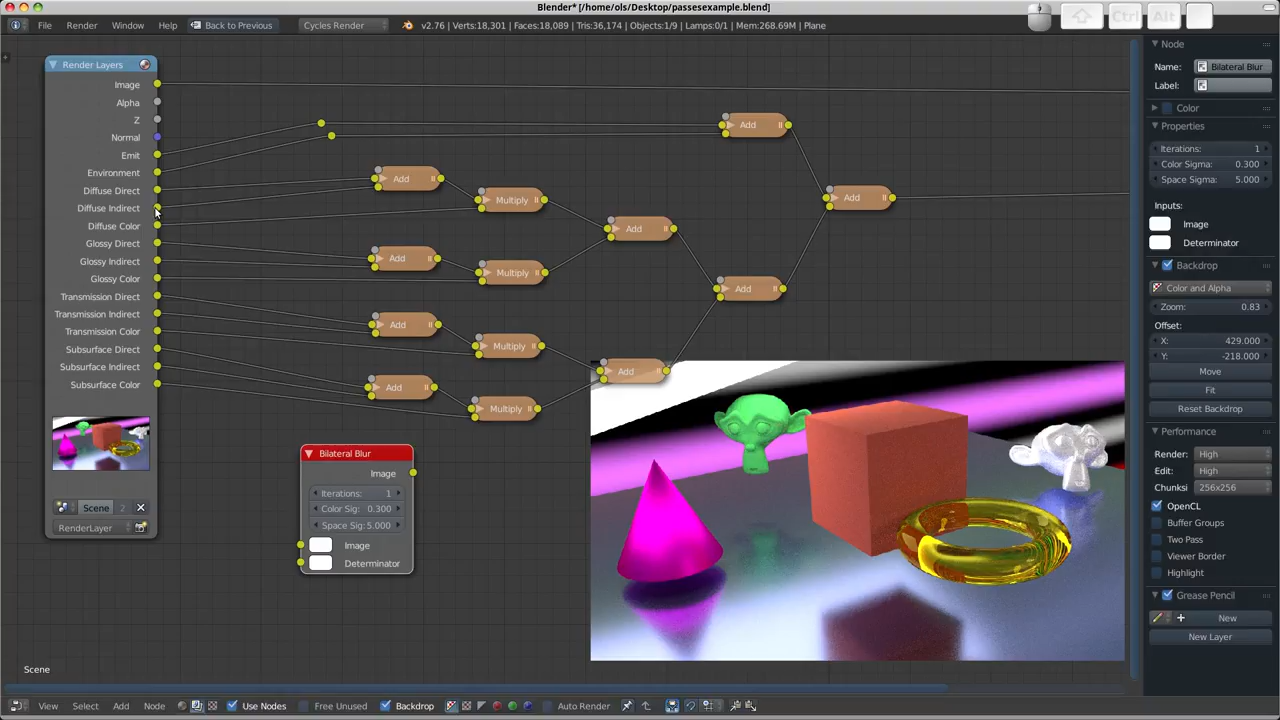 Blender* [/home/ols/Desktop/passesexample.blend]
File Render Window Help Back to Previous Cycles Render v2.76 | Verts:18,301 | Faces:18,089 | Tris:36,174 | Objects:1/9 | Lamps:0/1 | Mem:268.69M | Plane
Ctrl Alt
Render Layers
Image
Alpha
Z
Normal
Emit
Environment
Diffuse Direct
Diffuse Indirect
Diffuse Color
Glossy Direct
Glossy Indirect
Glossy Color
Transmission Direct
Transmission Indirect
Transmission Color
Subsurface Direct
Subsurface Indirect
Subsurface Color
Scene 2
RenderLayer
Add
Add
Multiply
Add
Add
Add
Multiply
Add
Add
Multiply
Add
Add
Multiply
Bilateral Blur
Image
Iterations: 1
Color Sig: 0.300
Space Sig: 5.000
Image
Determinator
Node
Name: Bilateral Blur
Label:
Color
Properties
Iterations: 1
Color Sigma: 0.300
Space Sigma: 5.000
Inputs:
Image
Determinator
Backdrop
Color and Alpha
Zoom: 0.83
Offset:
X: 429.000
Y: -218.000
Move
Fit
Reset Backdrop
Performance
Render: High
Edit: High
Chunksi 256x256
OpenCL
Buffer Groups
Two Pass
Viewer Border
Highlight
Grease Pencil
New
New Layer
Scene
View Select Add Node Use Nodes Free Unused Backdrop Auto Render